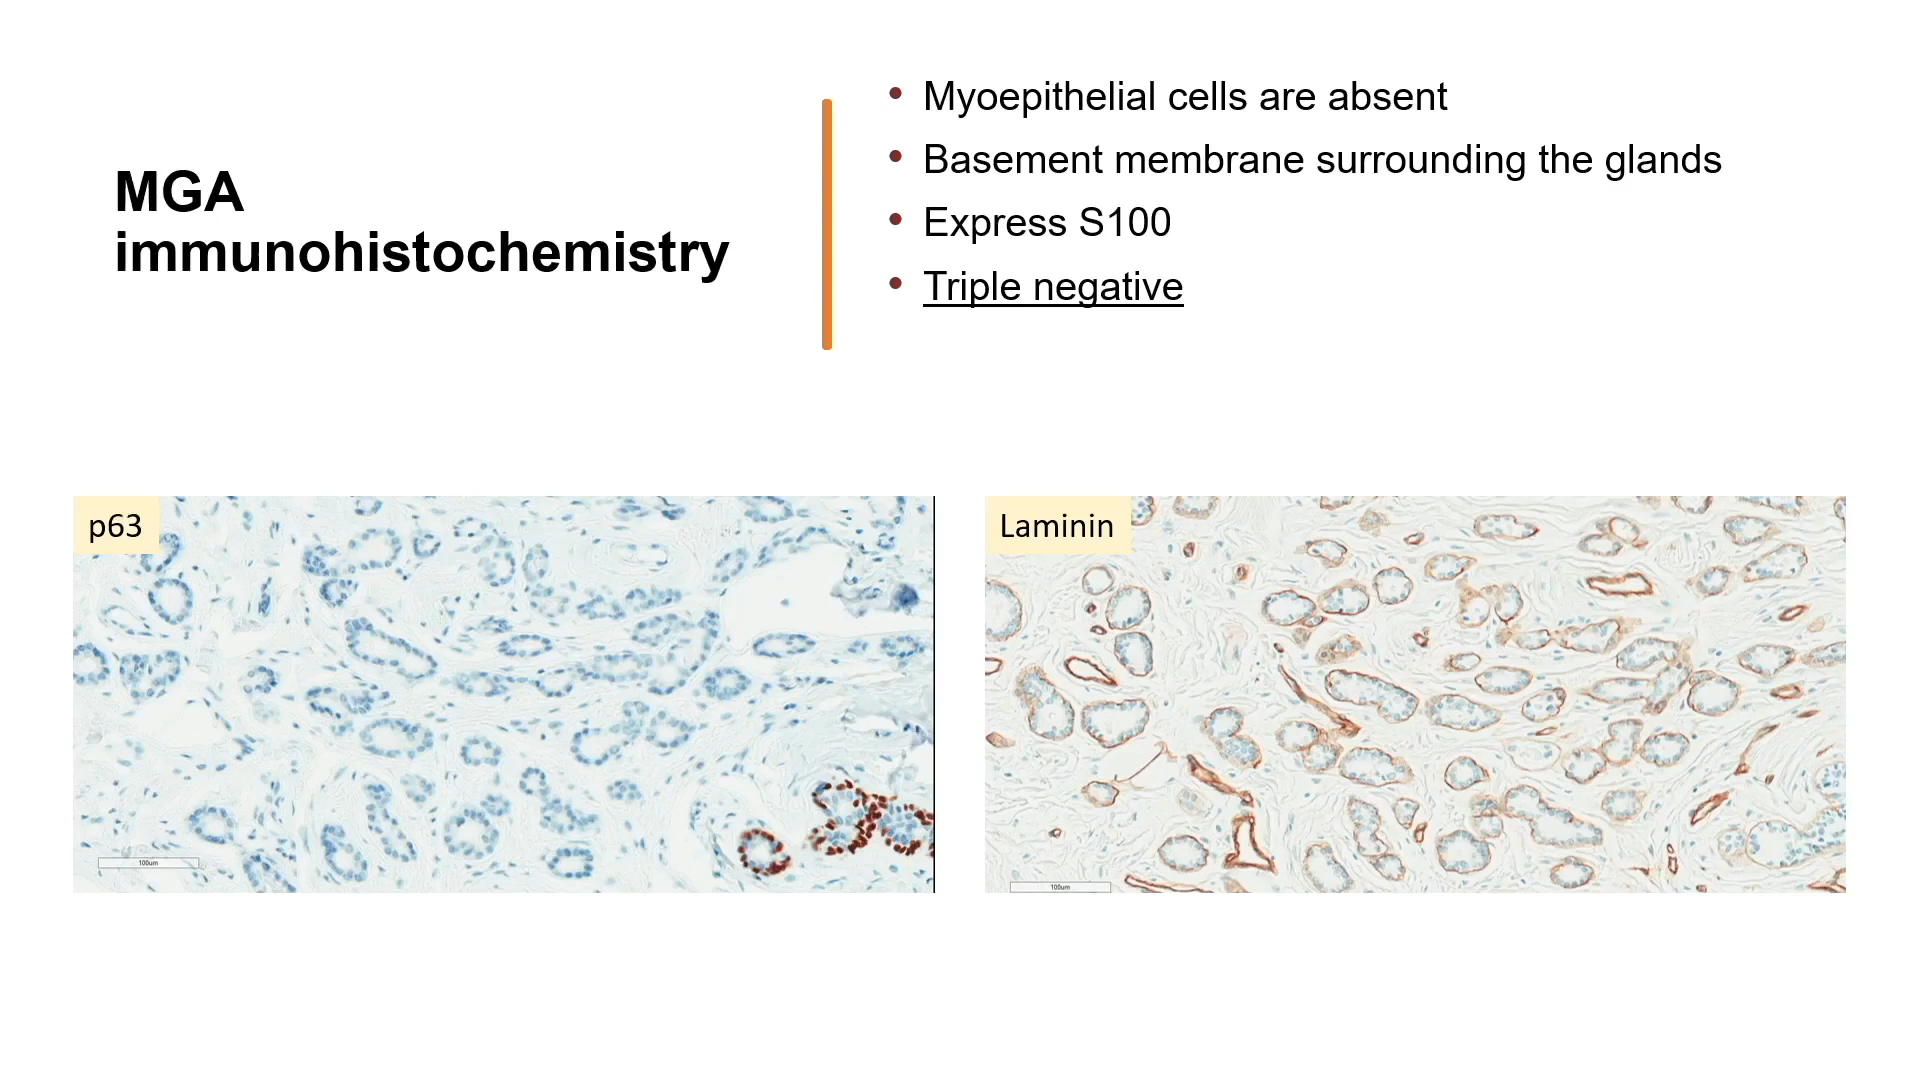 MGA
immunohistochemistry
• Myoepithelial cells are absent
• Basement membrane surrounding the glands
• Express S100
• Triple negative
p63
Laminin
100um
100um